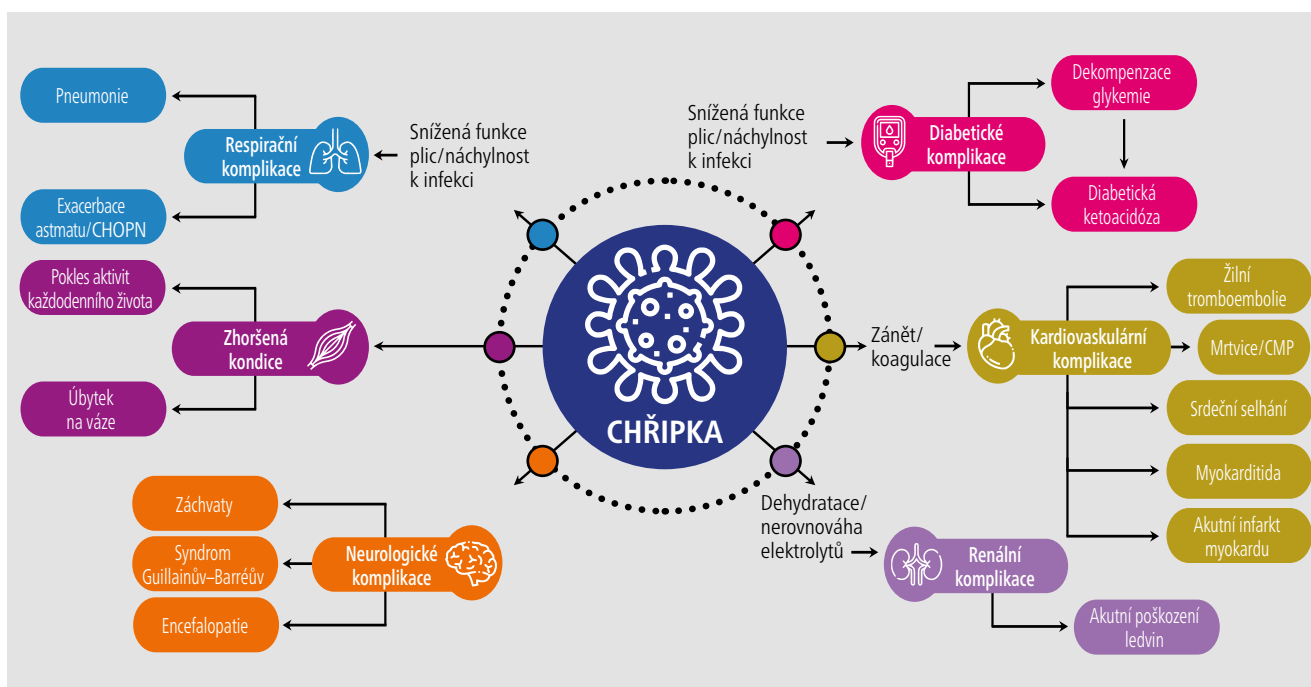 Pneumonie
Respirační
komplikace
Exacerbace
astmatu/CHOPN
Snížená funkce
plic/náchylnost
k infekci
Snížená funkce
plic/náchylnost
k infekci
Diabetické
komplikace
Dekompenzace
glykemie
Diabetická
ketoacidóza
Pokles aktivit
každodenního života
Zhoršená
kondice
Úbytek
na váze
CHŘIPKA
Zánět/
koagulace
Kardiovaskulární
komplikace
Žilní
tromboembolie
Mrtvice/CMP
Srdeční selhání
Myokarditida
Akutní infarkt
myokardu
Záchvaty
Syndrom
Guillainův–Barréův
Encefalopatie
Neurologické
komplikace
Dehydratace/
nerovnováha
elektrolytů
Renální
komplikace
Akutní poškození
ledvin